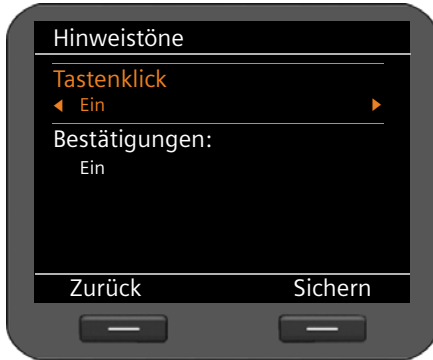 Hinweistöne
Tastenklick
Ein
Bestätigungen:
Ein
Zurück Sichern